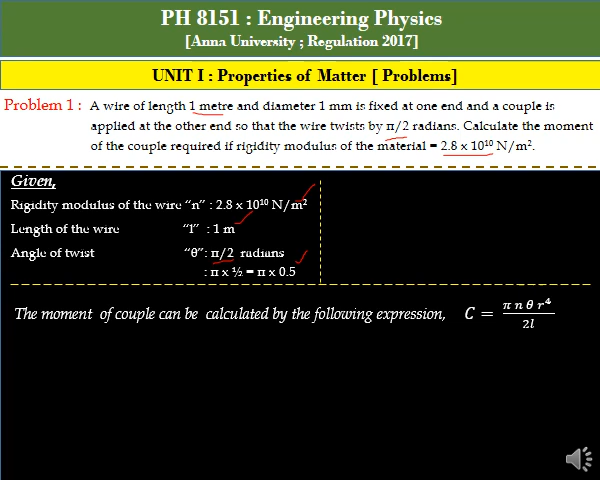 PH 8151 : Engineering Physics
[Anna University ; Regulation 2017]
UNIT I : Properties of Matter [ Problems]
Problem 1 : A wire of length 1 metre and diameter 1 mm is fixed at one end and a couple is
applied at the other end so that the wire twists by π/2 radians. Calculate the moment
of the couple required if rigidity modulus of the material = 2.8 x 10¹⁰ N/m².
Given,
Rigidity modulus of the wire “n” : 2.8 x 10¹⁰ N/m²
Length of the wire “l” : 1 m
Angle of twist “θ”: π/2 radians
: π x ½ = π x 0.5
The moment of couple can be calculated by the following expression, C = π n θ r⁴ / 2l